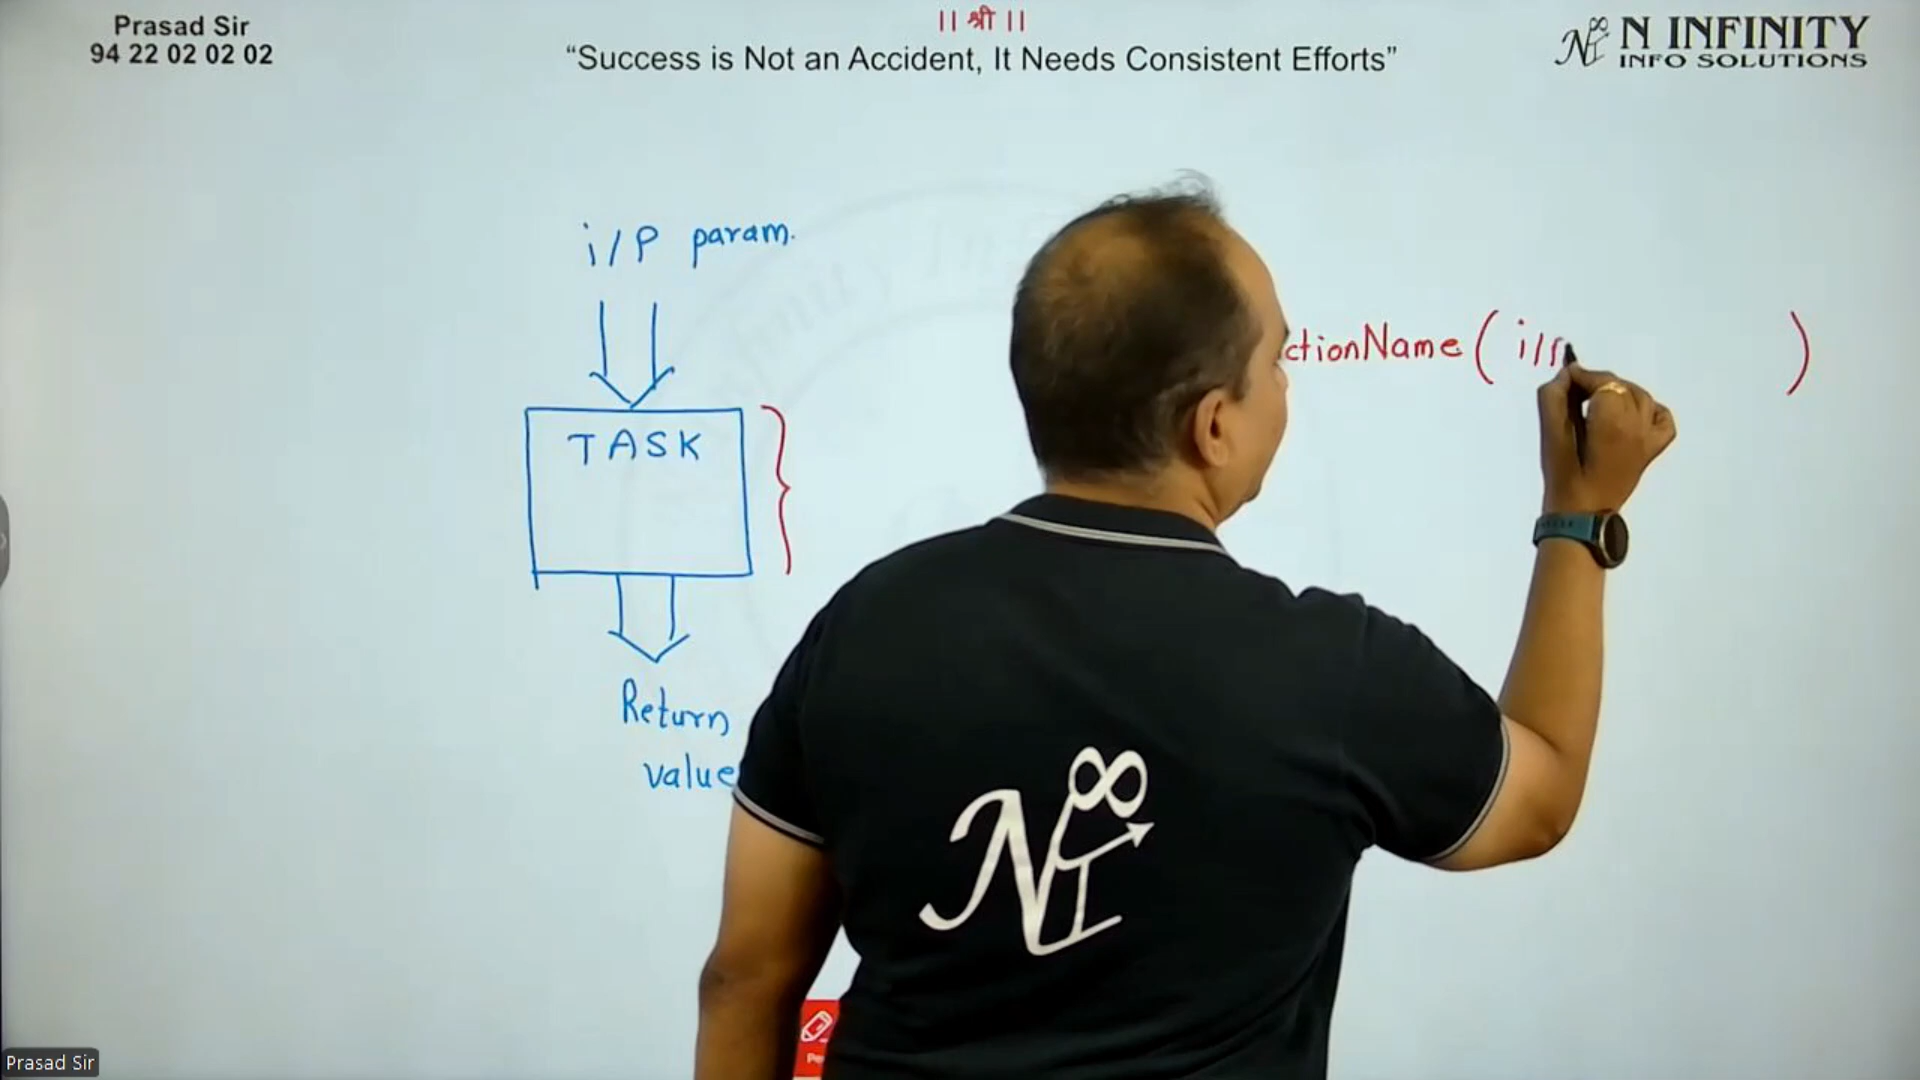 Prasad Sir
94 22 02 02 02
|| श्री ||
“Success is Not an Accident, It Needs Consistent Efforts”
N INFINITY
INFO SOLUTIONS
i/P param.
TASK
Return
value
ctionName ( i/p )
Prasad Sir